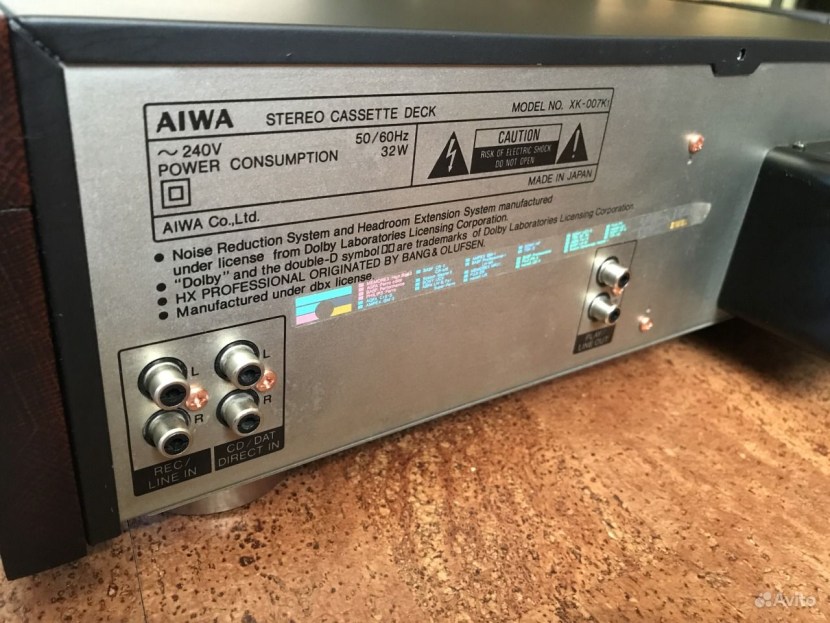 AIWA STEREO CASSETTE DECK MODEL NO. XK-007K
~ 240V 50/60Hz
POWER CONSUMPTION 32W
CAUTION
RISK OF ELECTRIC SHOCK
DO NOT OPEN
AIWA Co.,Ltd. MADE IN JAPAN
• Noise Reduction System and Headroom Extension System manufactured
under license from Dolby Laboratories Licensing Corporation.
• "Dolby" and the double-D symbol are trademarks of Dolby Laboratories Licensing Corporation.
• HX PROFESSIONAL ORIGINATED BY BANG & OLUFSEN.
• Manufactured under dbx license.
L
R
L
R
REC/
LINE IN
CD/DAT
DIRECT IN
PLAY/
LINE OUT
Avito